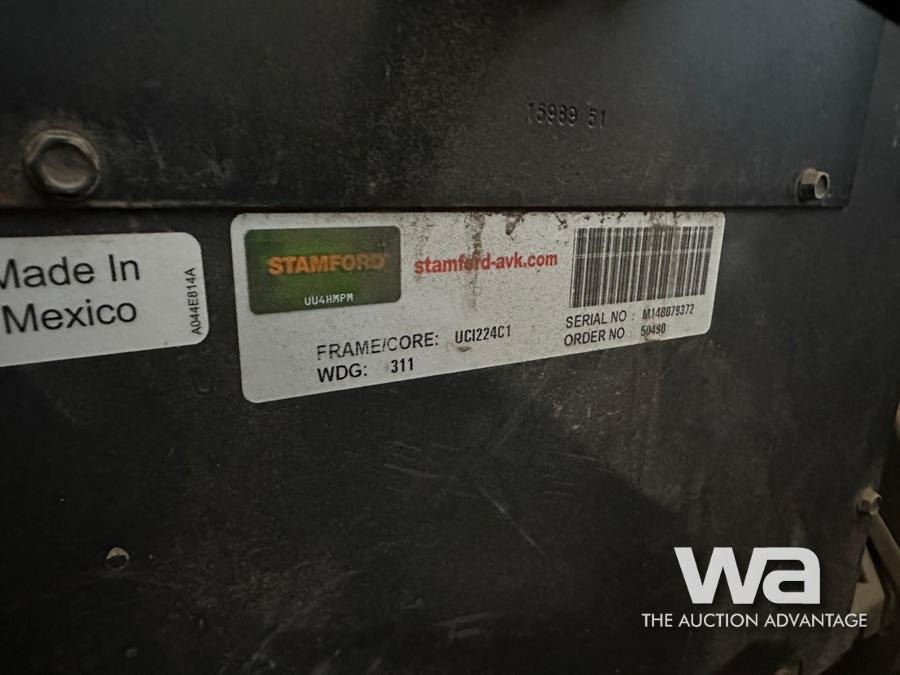 15989 51
Made In
Mexico
A044E814A
STAMFORD
UU4HMPM
stamford-avk.com
FRAME/CORE: UCI224C1
WDG: 311
SERIAL NO : M14B079372
ORDER NO : 50490
wa
THE AUCTION ADVANTAGE